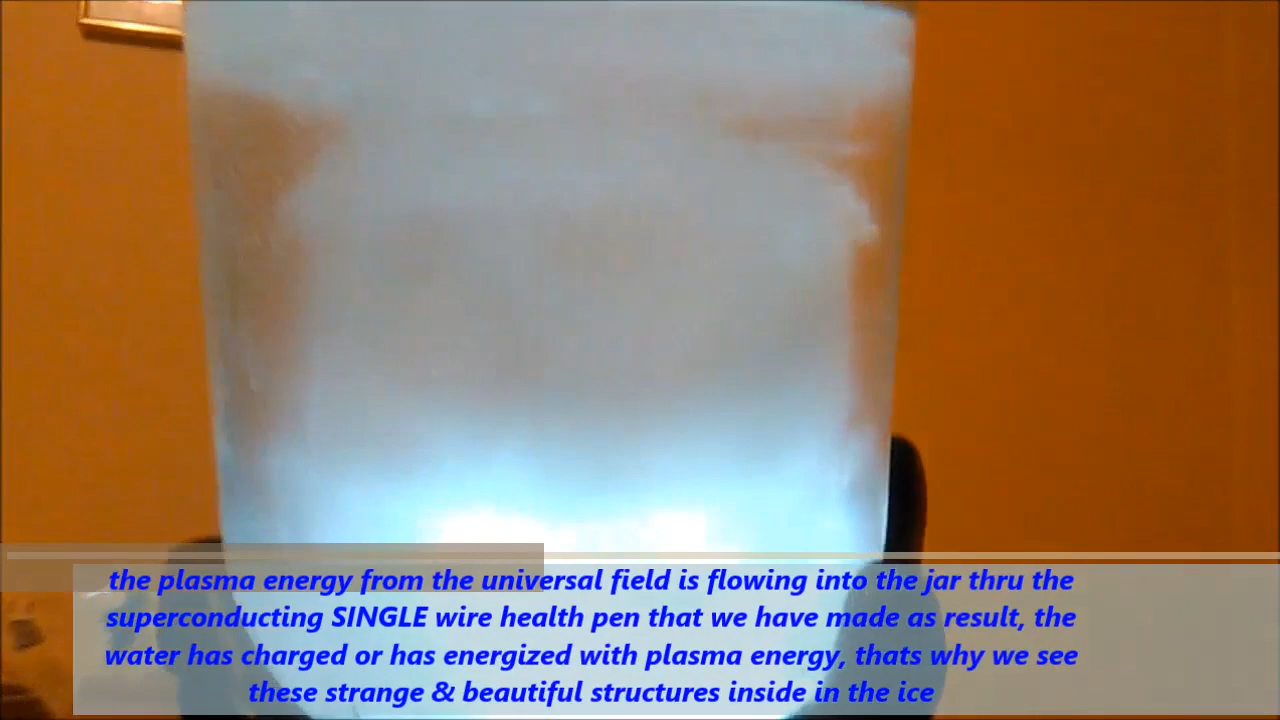 the plasma energy from the universal field is flowing into the jar thru the
superconducting SINGLE wire health pen that we have made as result, the
water has charged or has energized with plasma energy, thats why we see
these strange & beautiful structures inside in the ice